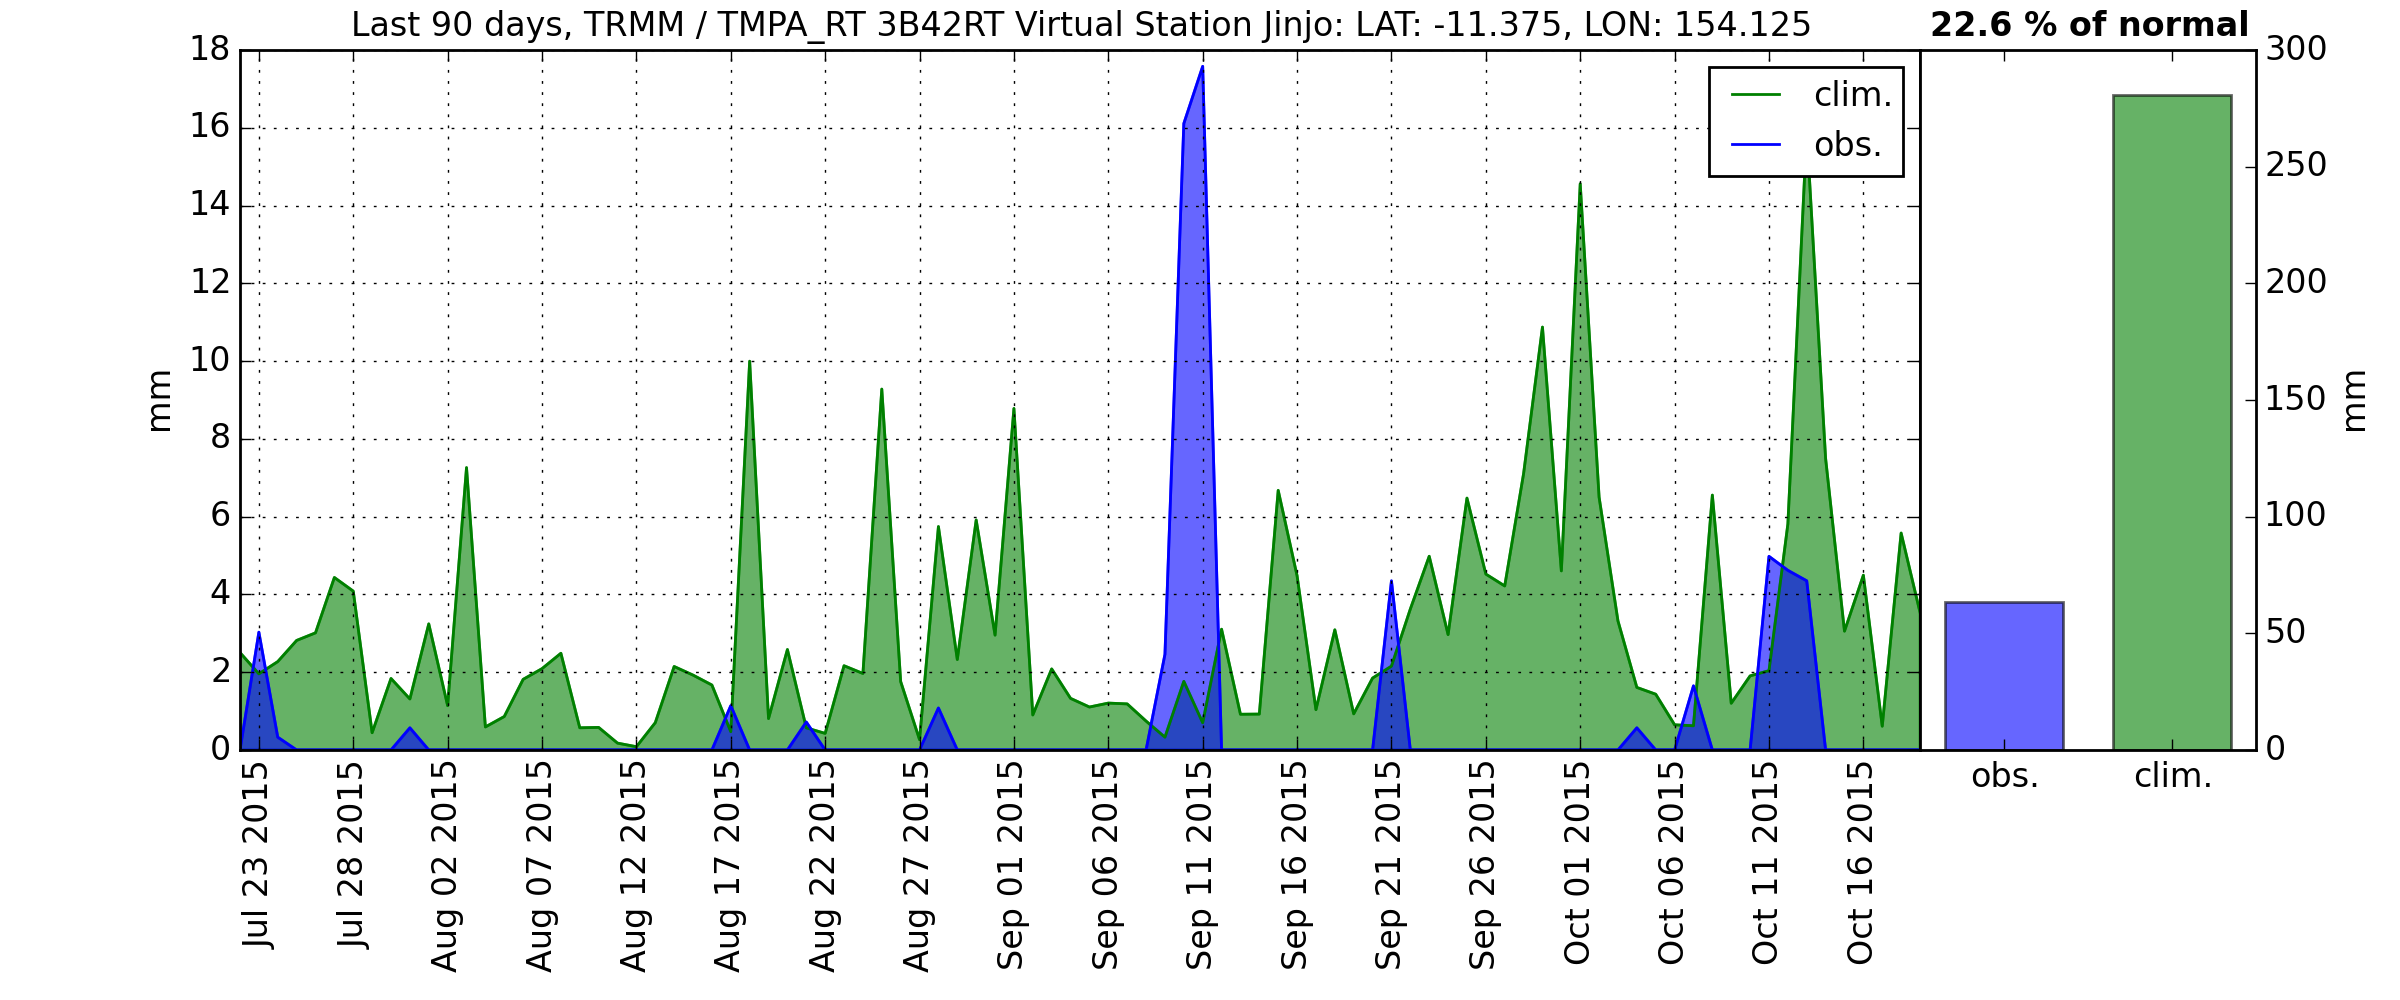 Last 90 days, TRMM / TMPA_RT 3B42RT Virtual Station Jinjo: LAT: -11.375, LON: 154.125
22.6 % of normal
18
16
14
12
10
8
6
4
2
0
mm
clim.
obs.
Jul 23 2015
Jul 28 2015
Aug 02 2015
Aug 07 2015
Aug 12 2015
Aug 17 2015
Aug 22 2015
Aug 27 2015
Sep 01 2015
Sep 06 2015
Sep 11 2015
Sep 16 2015
Sep 21 2015
Sep 26 2015
Oct 01 2015
Oct 06 2015
Oct 11 2015
Oct 16 2015
300
250
200
150
100
50
0
mm
obs.
clim.